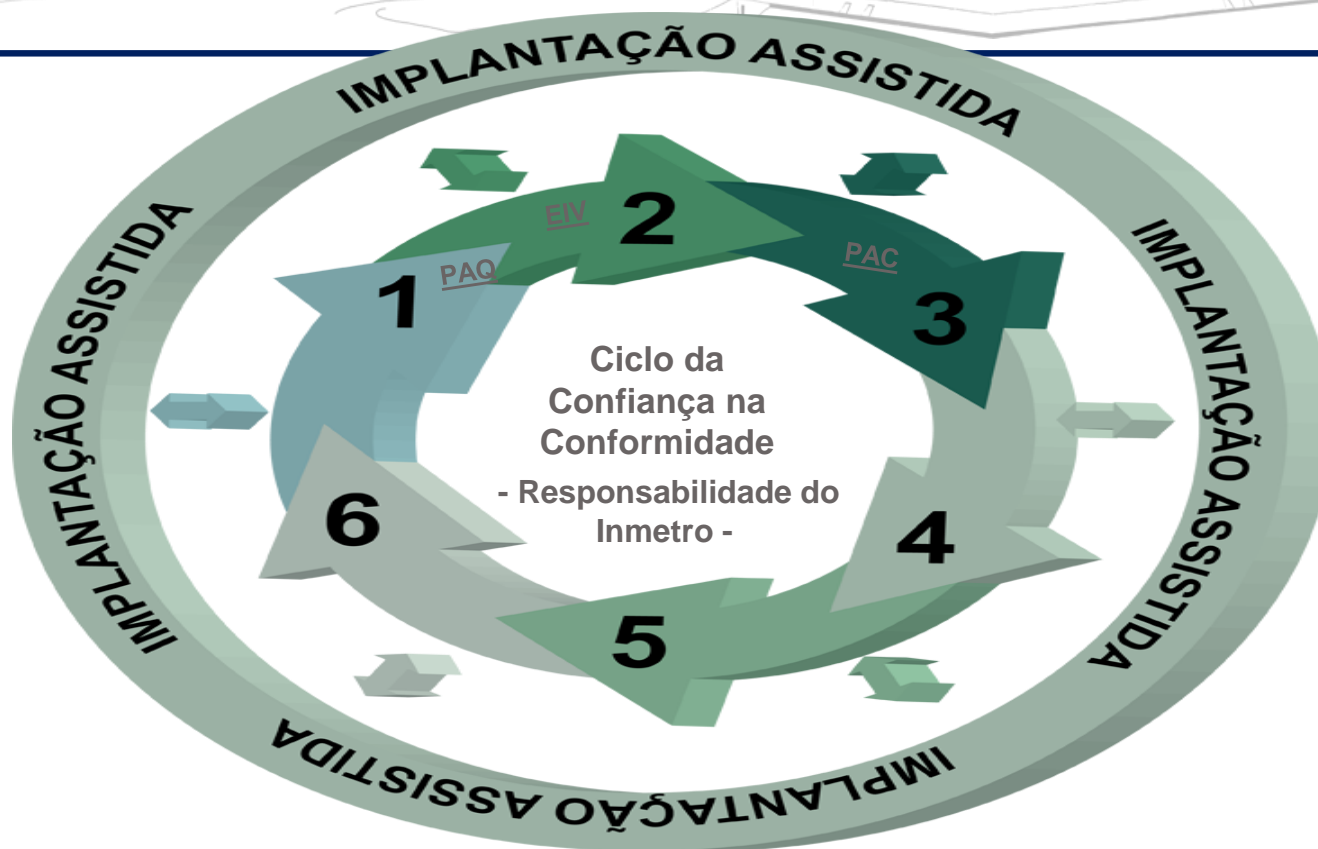 IMPLANTAÇÃO ASSISTIDA
IMPLANTAÇÃO ASSISTIDA
IMPLANTAÇÃO ASSISTIDA
IMPLANTAÇÃO ASSISTIDA
1
PAQ
EIV
2
PAC
3
4
5
6
Ciclo da
Confiança na
Conformidade
- Responsabilidade do
Inmetro -